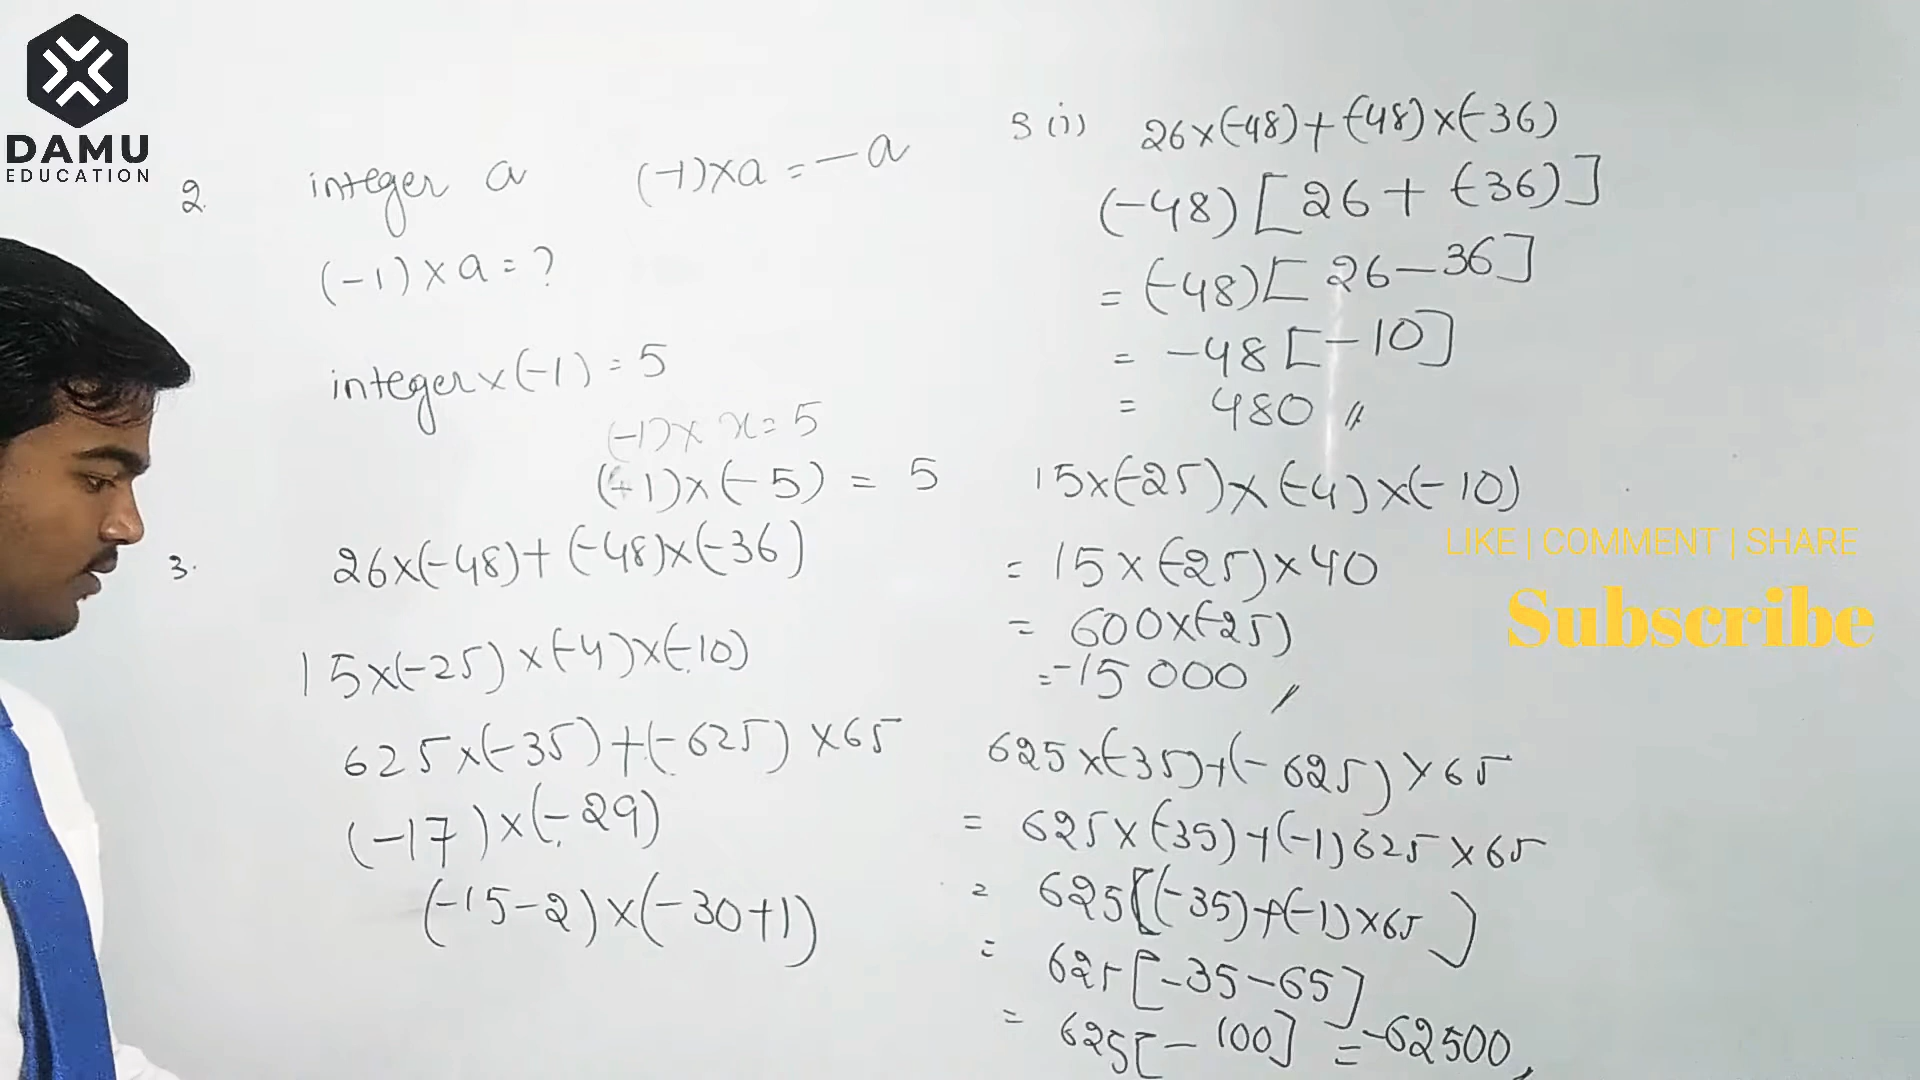 DAMU
EDUCATION
2. integer a (-1)×a = -a
(-1)×a = ?
integer×(-1) = 5
(-1)× x = 5
(-1)×(-5) = 5
3. 26×(-48)+(-48)×(-36)
15×(-25)×(-4)×(-10)
625×(-35)+(-625)×65
(-17)×(-29)
(-15-2)×(-30+1)
3 (i) 26×(-48)+(-48)×(-36)
(-48)[26+(-36)]
= (-48)[26-36]
= -48[-10]
= 480 //
15×(-25)×(-4)×(-10)
= 15×(-25)×40
= 600×(-25)
= -15000 //
625×(-35)+(-625)×65
= 625×(-35)+(-1)625×65
= 625[(-35)+(-1)×65]
= 625[-35-65]
= 625[-100] = -62500,
LIKE | COMMENT | SHARE
Subscribe